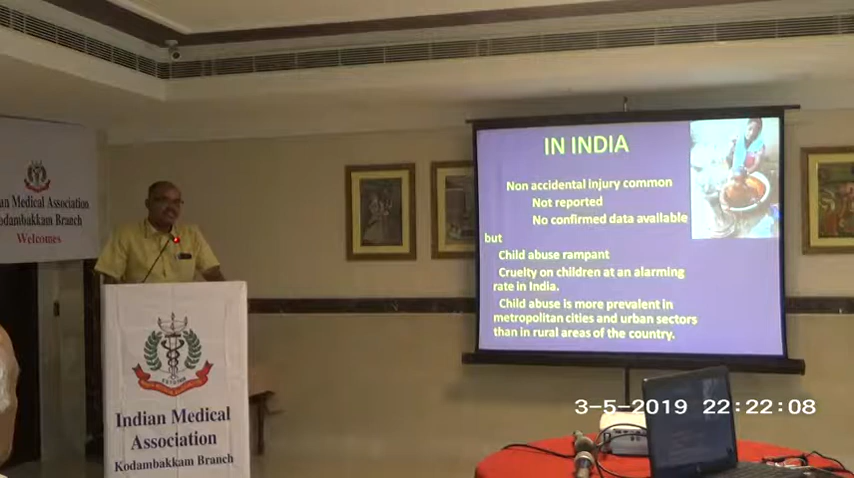 IN INDIA
Non accidental injury common
Not reported
No confirmed data available
but
Child abuse rampant
Cruelty on children at an alarming
rate in India.
Child abuse is more prevalent in
metropolitan cities and urban sectors
than in rural areas of the country.
Medical Association
Kodambakkam Branch
Welcomes
Indian Medical
Association
Kodambakkam Branch
3-5-2019 22:22:08